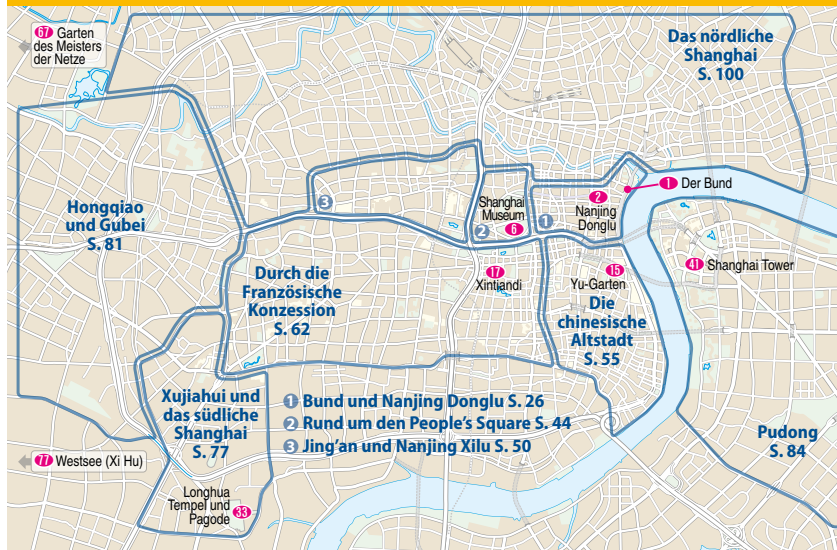 67 Garten
des Meisters
der Netze
Das nördliche
Shanghai
S. 100
Hongqiao
und Gubei
S. 81
3
Shanghai
Museum
6
2
1
2
Nanjing
Donglu
1 Der Bund
17
Xintiandi
15
Yu-Garten
41 Shanghai Tower
Durch die
Französische
Konzession
S. 62
Die
chinesische
Altstadt
S. 55
Xujiahui und
das südliche
Shanghai
S. 77
1 Bund und Nanjing Donglu S. 26
2 Rund um den People’s Square S. 44
3 Jing’an und Nanjing Xilu S. 50
Pudong
S. 84
77 Westsee (Xi Hu)
Longhua
Tempel und
Pagode
33